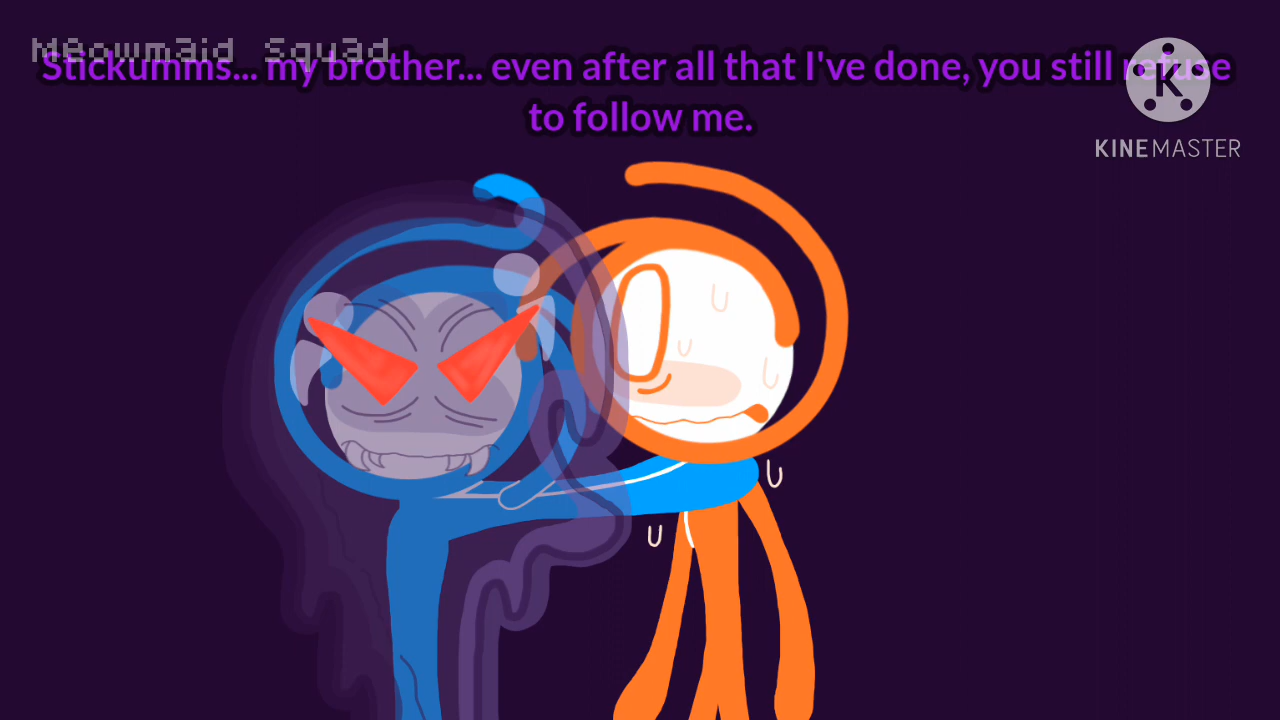 Meowmaid Squad
Stickumms... my brother... even after all that I've done, you still refuse
to follow me.
K
KINEMASTER